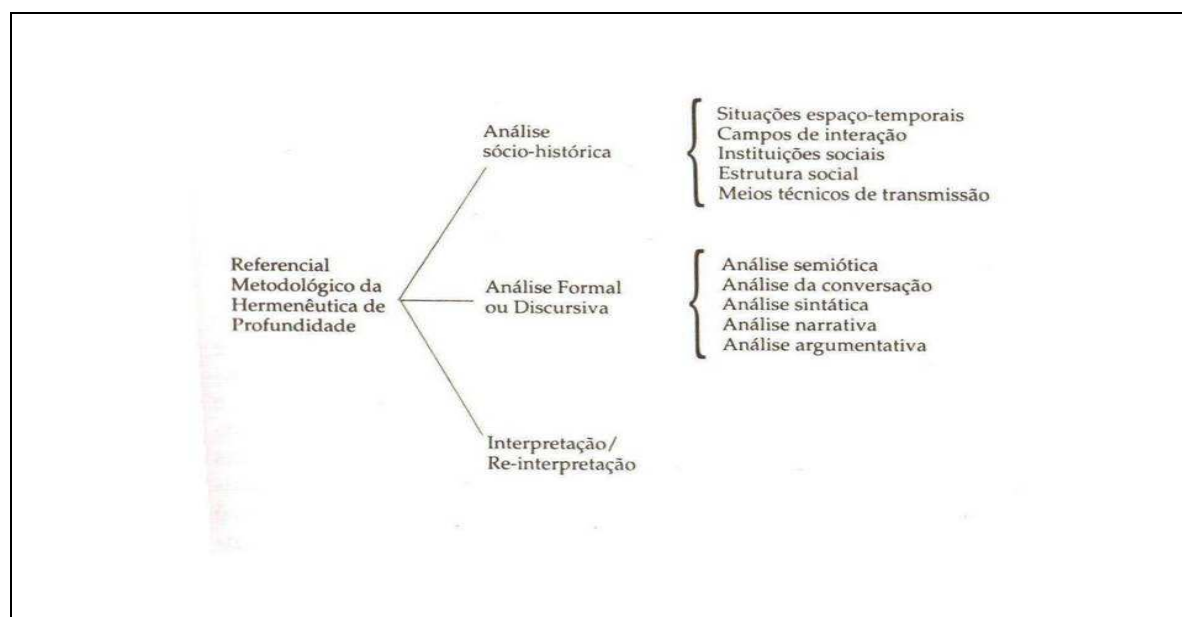 Análise
sócio-histórica
Situações espaço-temporais
Campos de interação
Instituições sociais
Estrutura social
Meios técnicos de transmissão
Referencial
Metodológico da
Hermenêutica de
Profundidade
Análise Formal
ou Discursiva
Análise semiótica
Análise da conversação
Análise sintática
Análise narrativa
Análise argumentativa
Interpretação/
Re-interpretação